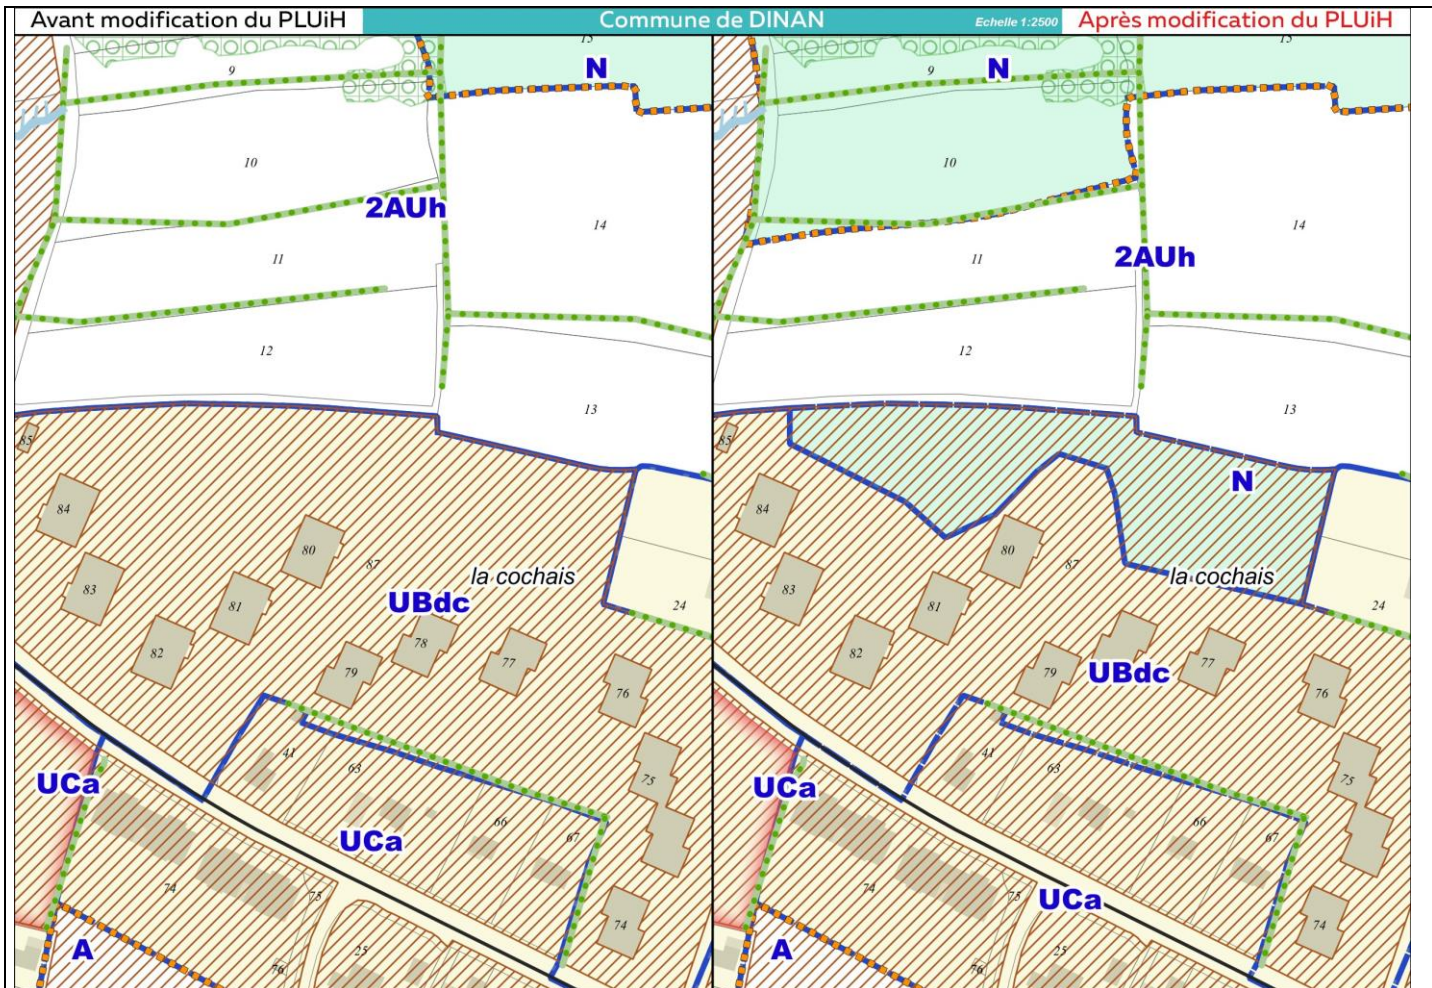 Avant modification du PLUiH
Commune de DINAN
Echelle 1:2500
Après modification du PLUiH
9
N
10
2AUh
14
11
12
13
85
84
80
87
83
81
la cochais
UBdc
24
82
79
78
77
76
41
63
75
UCa
UCa
66
67
74
75
74
A
76
25
15
9
N
10
14
11
2AUh
12
13
85
N
84
80
87
83
81
la cochais
24
82
79
UBdc
77
76
41
63
75
UCa
66
67
74
75
UCa
74
A
76
25